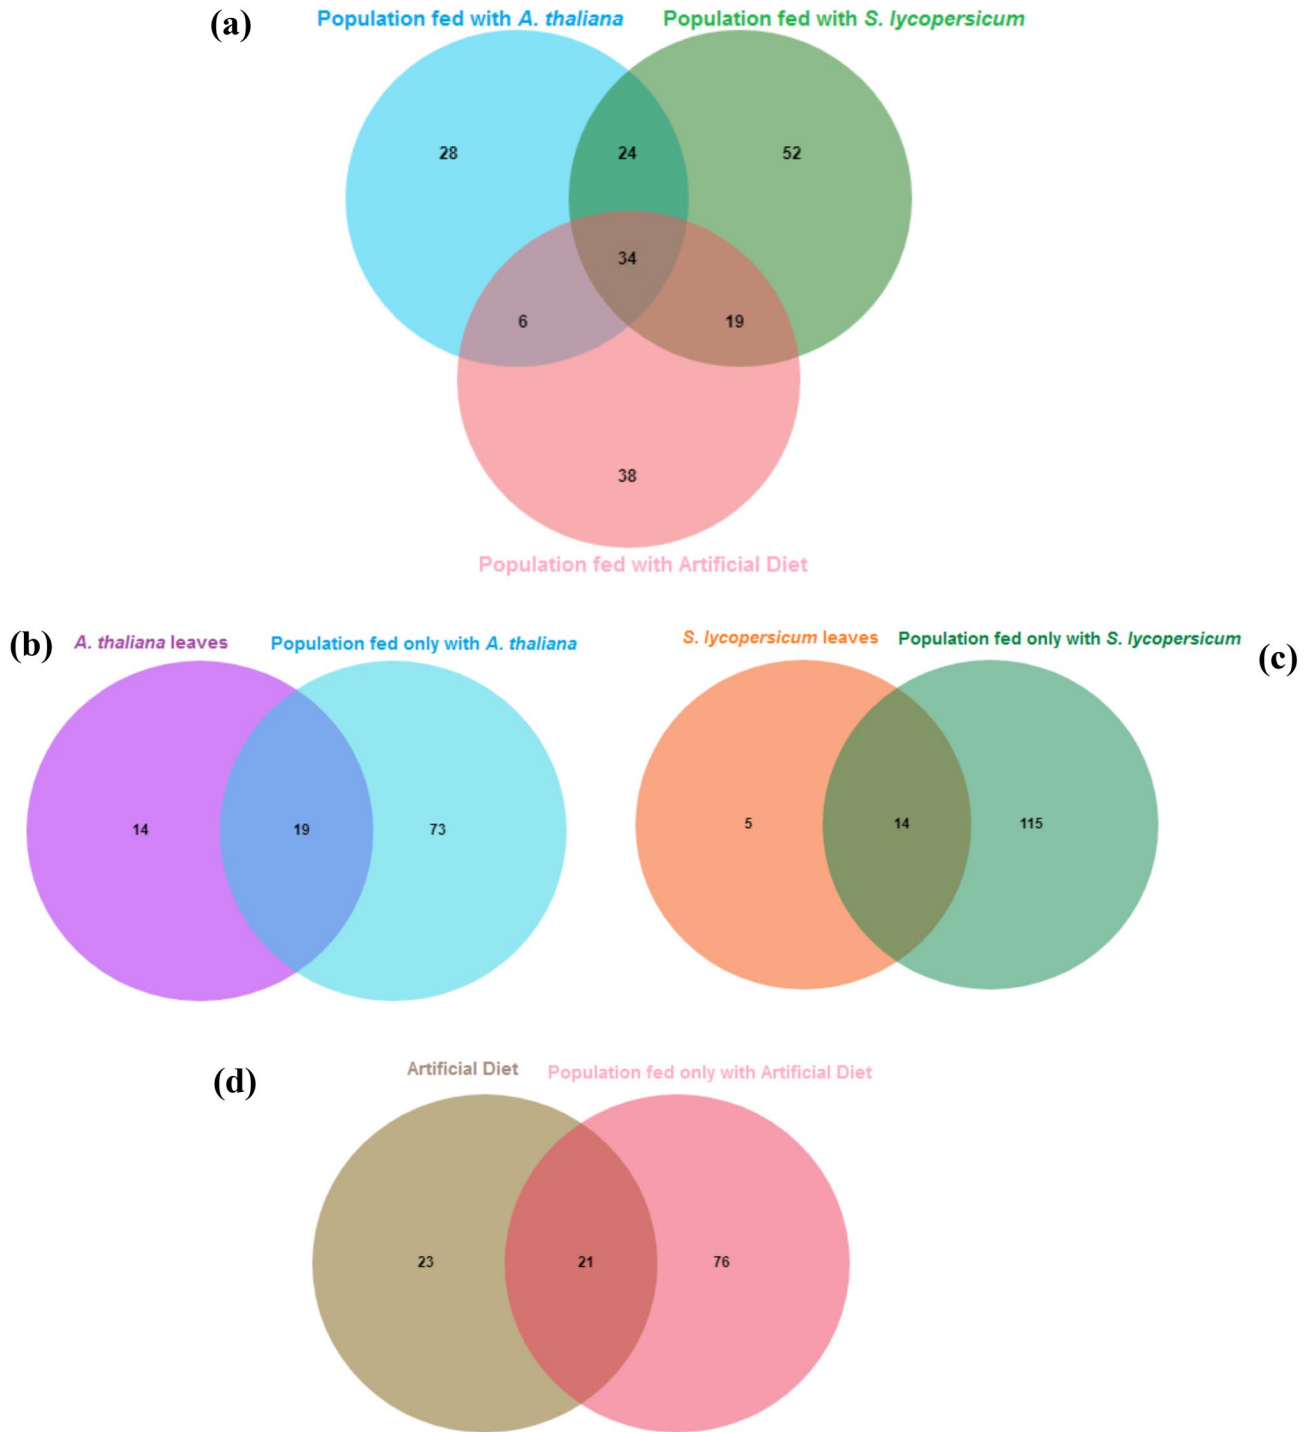 (a)
Population fed with A. thaliana
Population fed with S. lycopersicum
28
24
52
34
6
19
38
Population fed with Artificial Diet
(b)
A. thaliana leaves
Population fed only with A. thaliana
14
19
73
S. lycopersicum leaves
Population fed only with S. lycopersicum
(c)
5
14
115
(d)
Artificial Diet
Population fed only with Artificial Diet
23
21
76